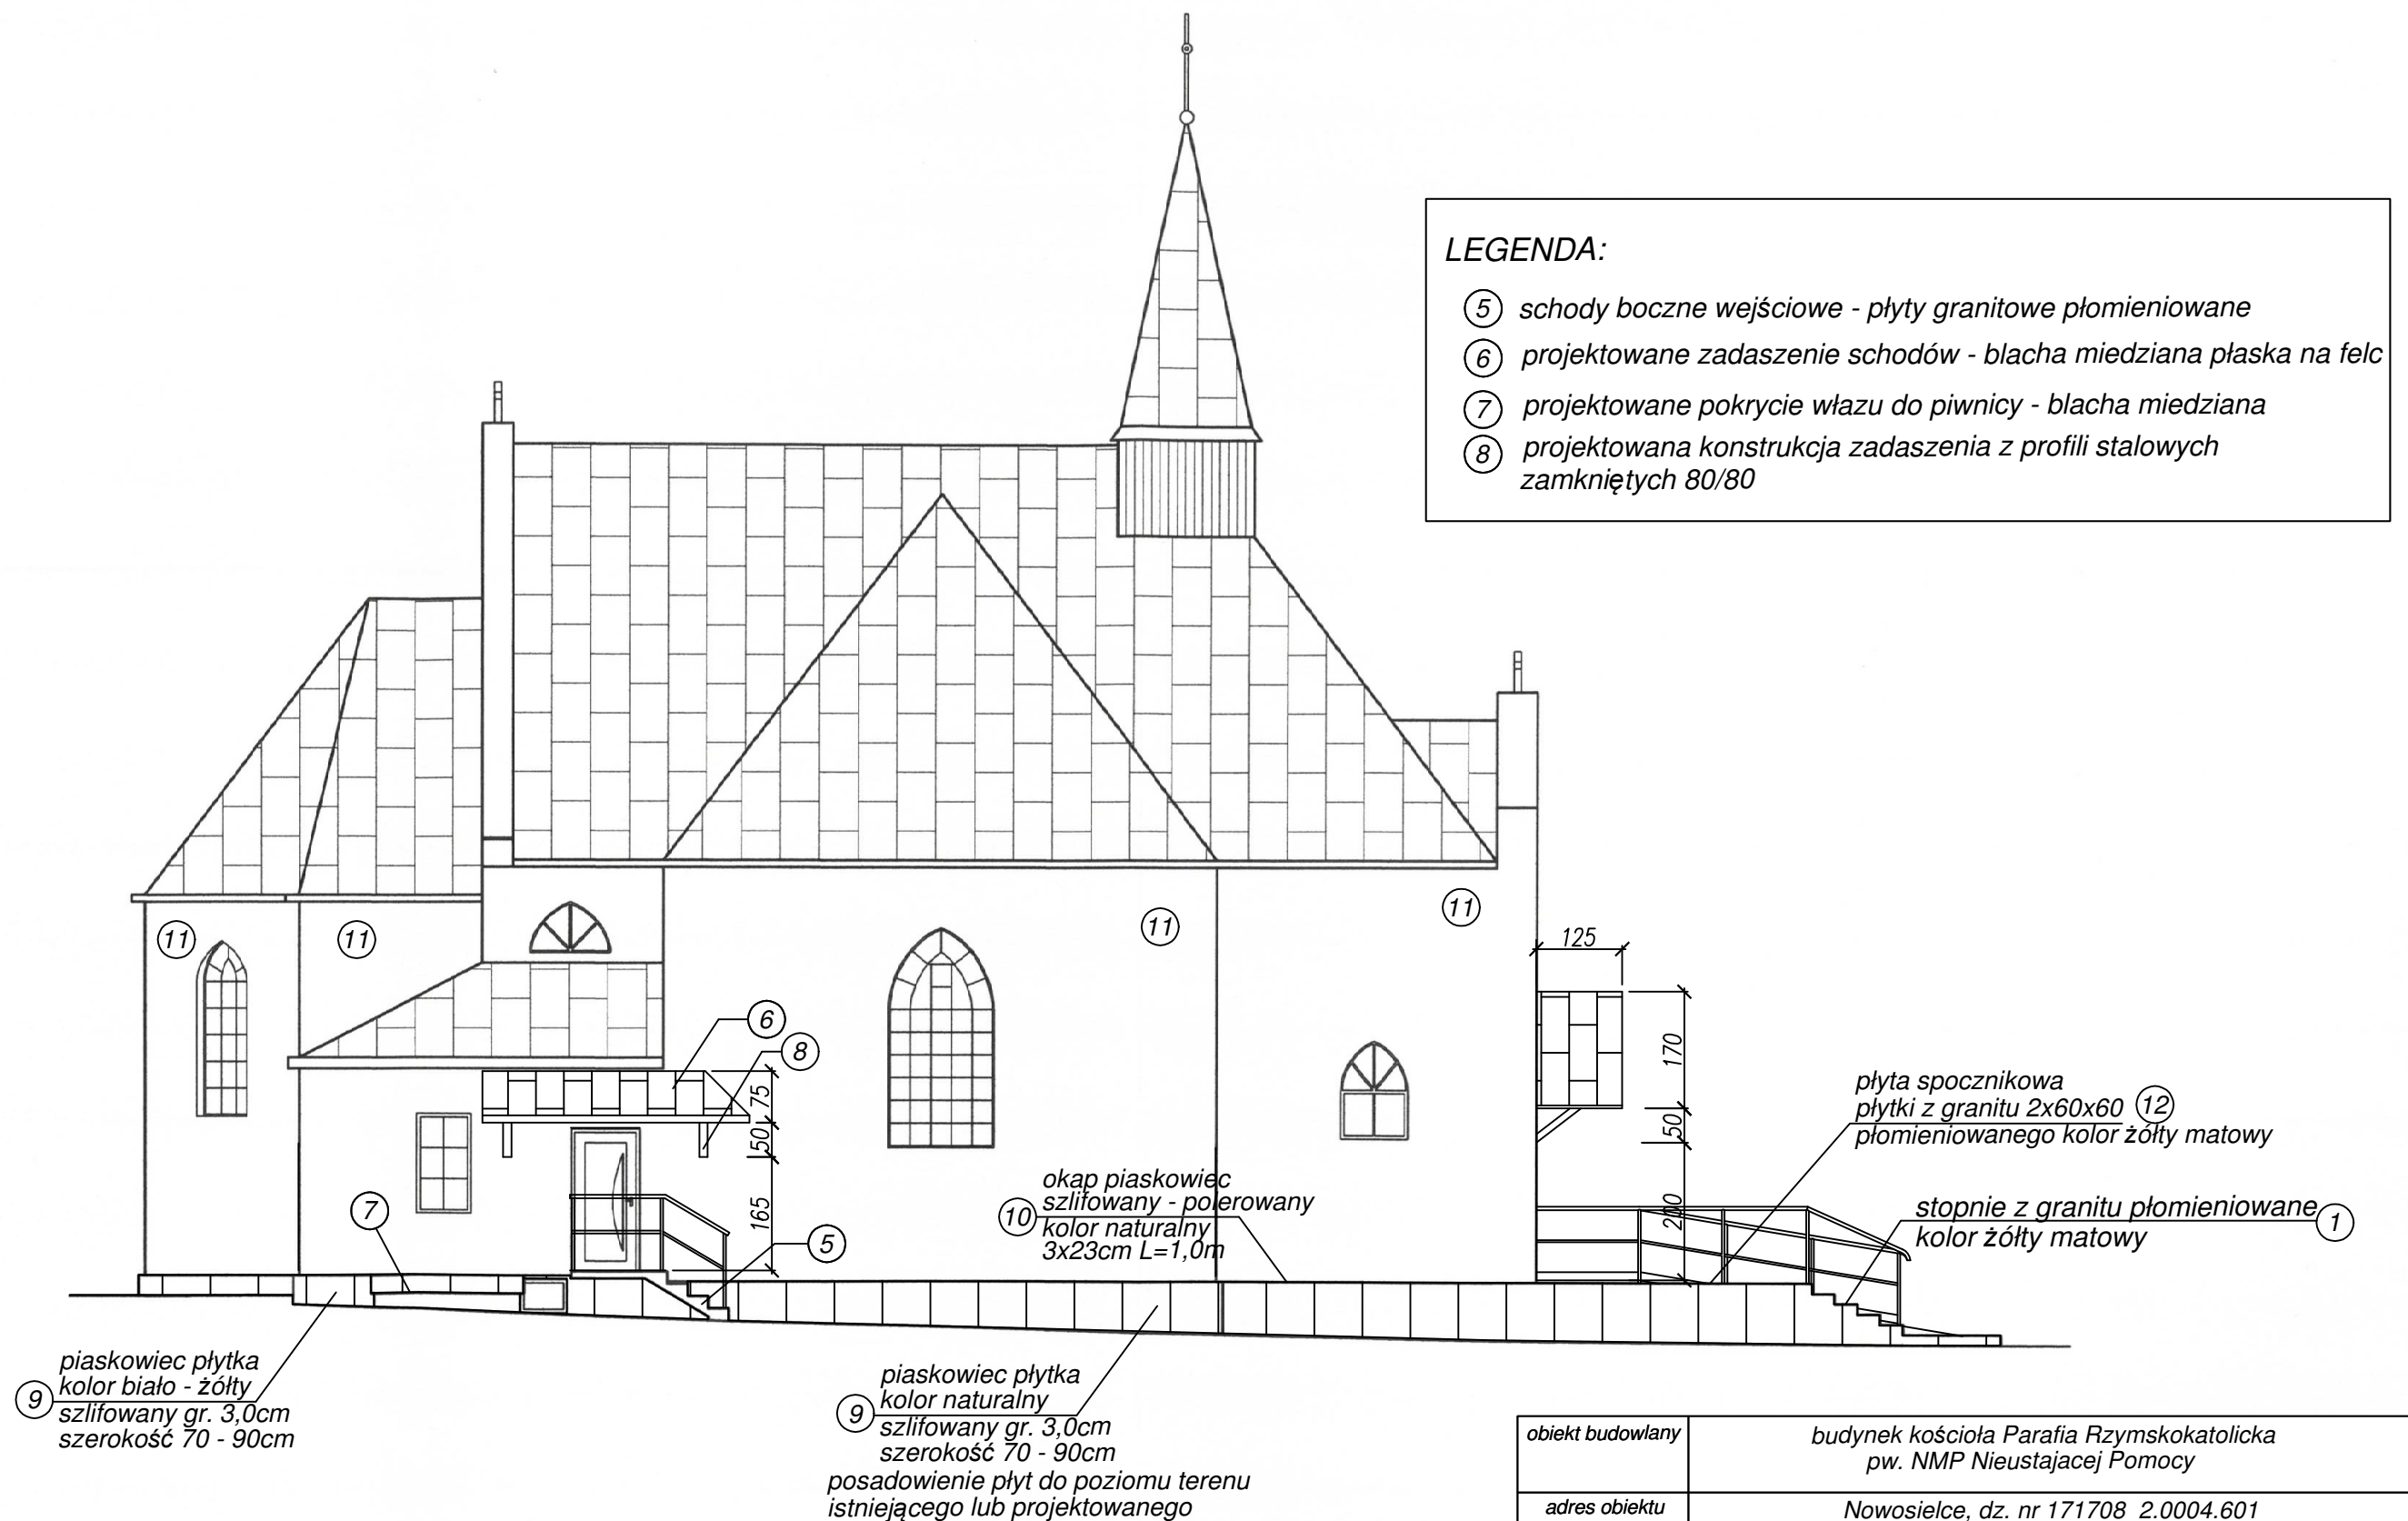 LEGENDA:
5 schody boczne wejściowe - płyty granitowe płomieniowane
6 projektowane zadaszenie schodów - blacha miedziana płaska na felc
7 projektowane pokrycie włazu do piwnicy - blacha miedziana
8 projektowana konstrukcja zadaszenia z profili stalowych
zamkniętych 80/80
11
11
11
11
125
6
8
75
50
165
7
5
170
50
200
płyta spocznikowa
płytki z granitu 2x60x60 12
płomieniowanego kolor żółty matowy
okap piaskowiec
szlifowany - polerowany
10
kolor naturalny
3x23cm L=1,0m
stopnie z granitu płomieniowane
1
kolor żółty matowy
piaskowiec płytka
kolor biało - żółty
9
szlifowany gr. 3,0cm
szerokość 70 - 90cm
piaskowiec płytka
kolor naturalny
9
szlifowany gr. 3,0cm
szerokość 70 - 90cm
posadowienie płyt do poziomu terenu
istniejącego lub projektowanego
obiekt budowlany
budynek kościoła Parafia Rzymskokatolicka
pw. NMP Nieustajacej Pomocy
adres obiektu
Nowosielce, dz. nr 171708 2.0004.601